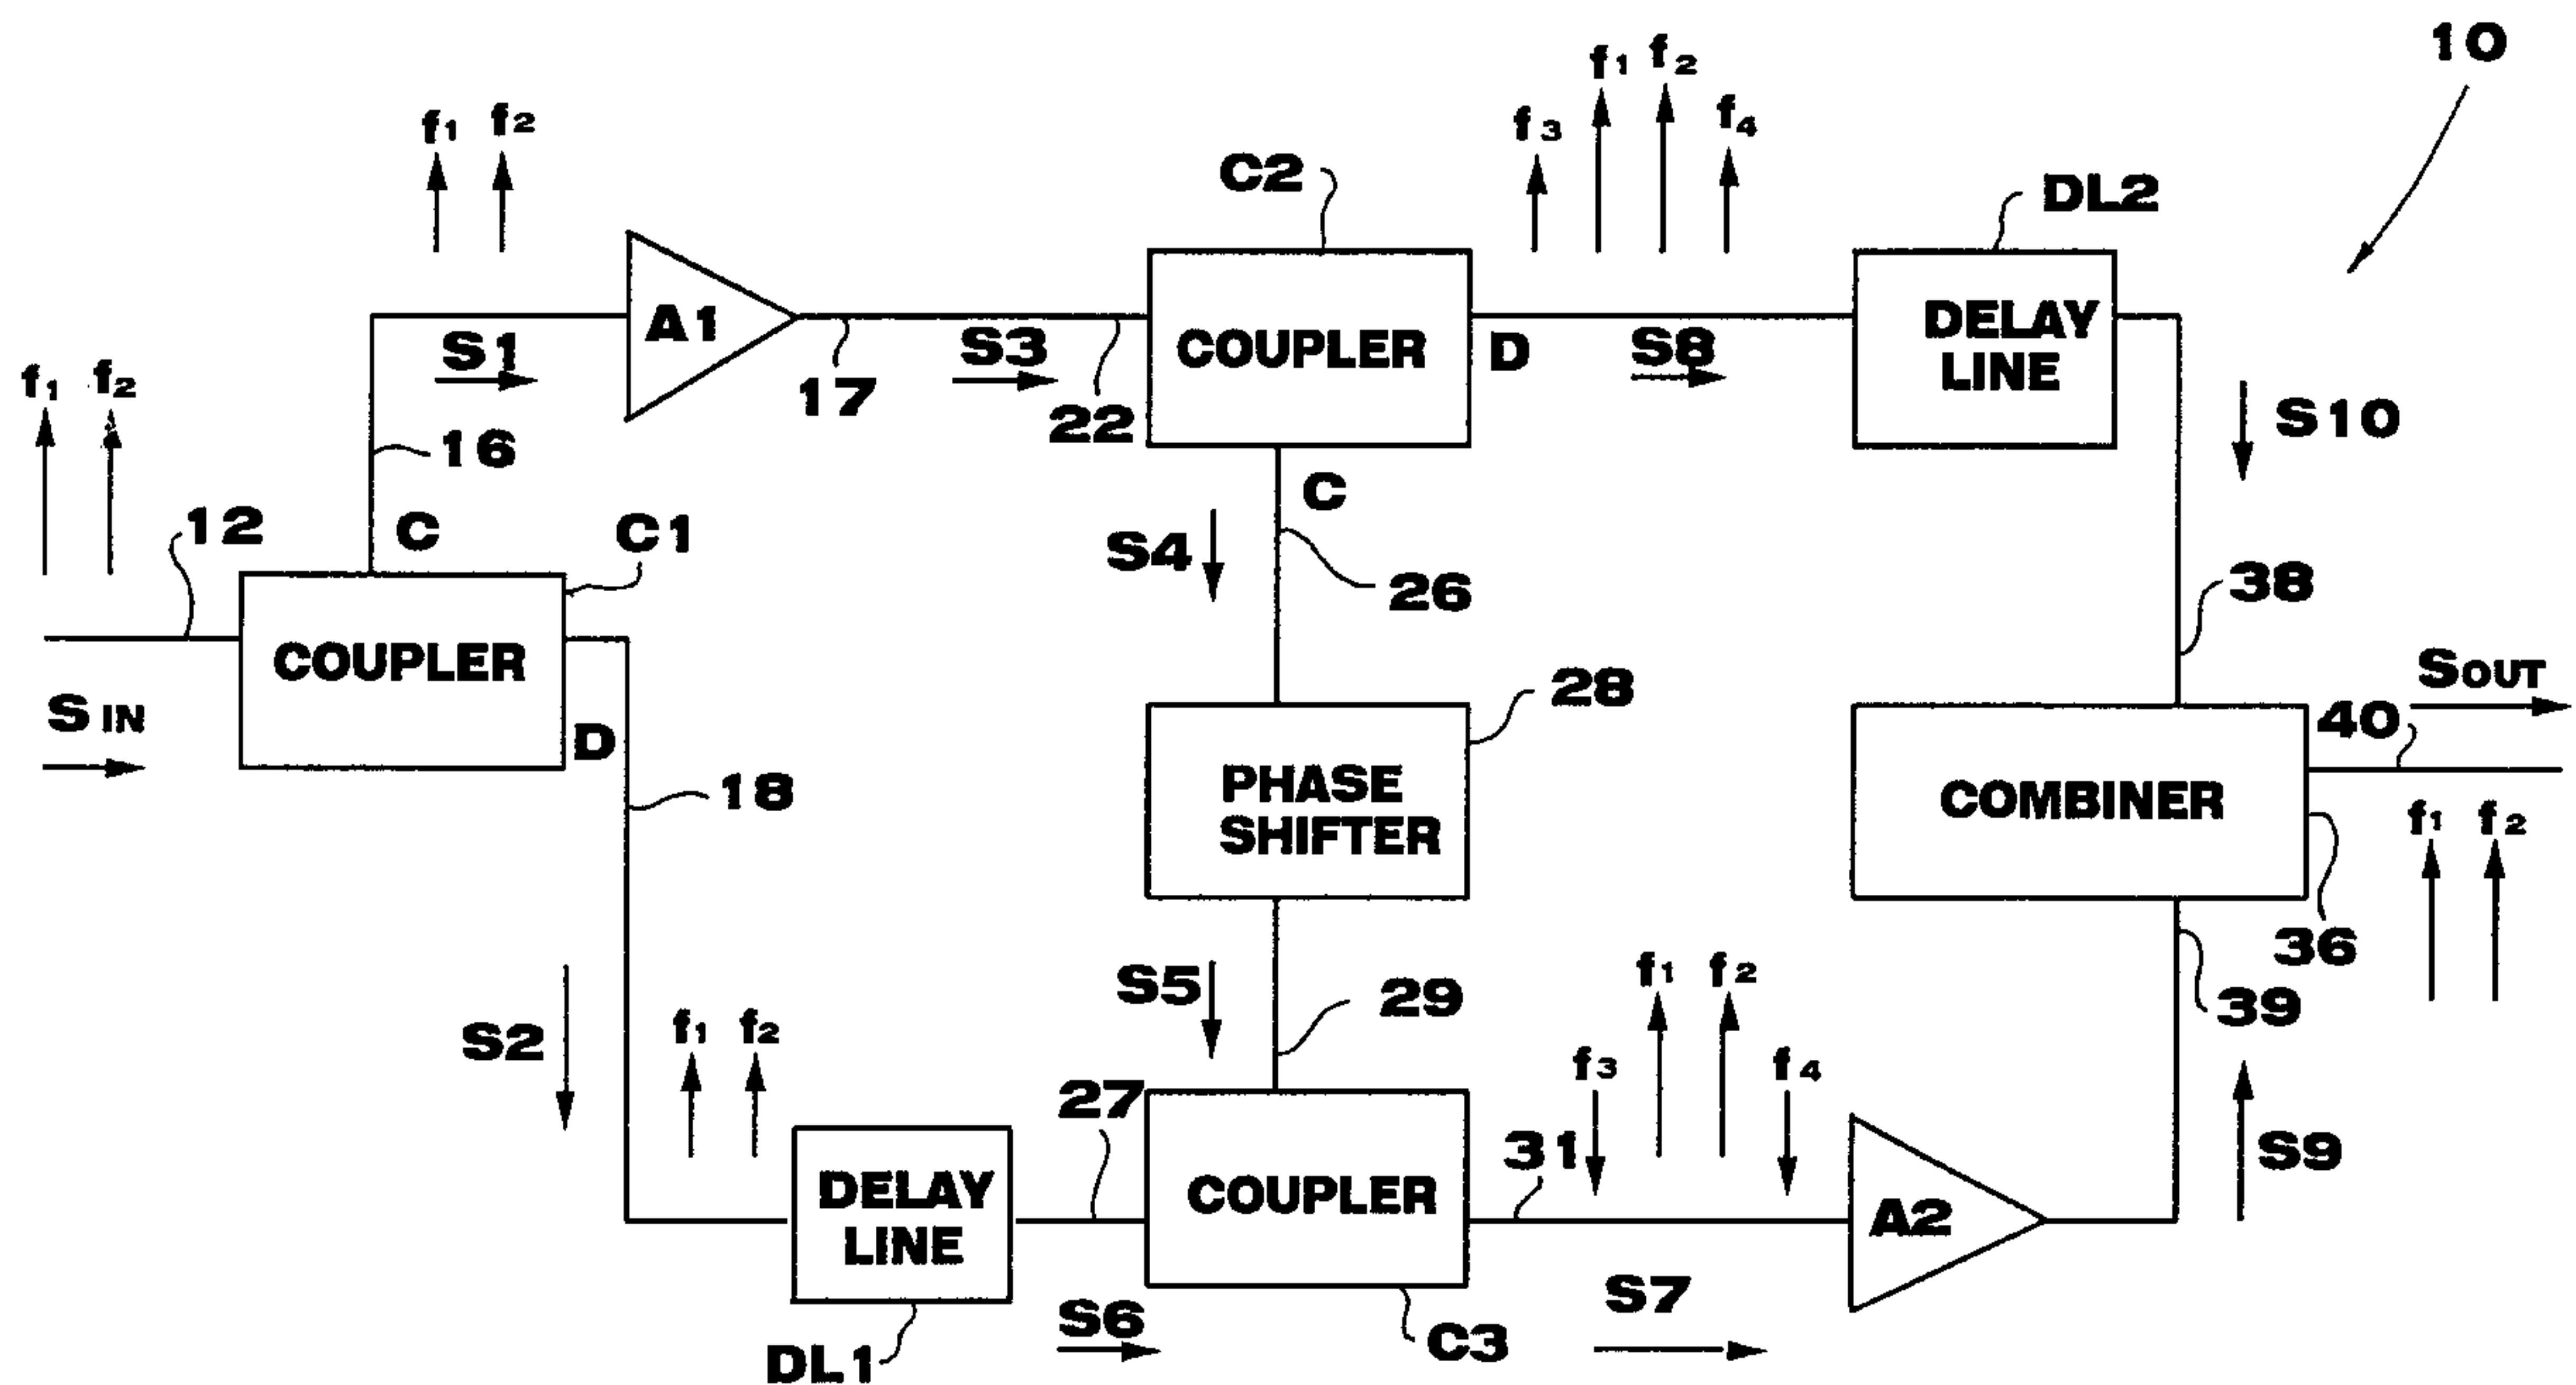 10
f1 f2
f3 f1 f2 f4
C2
DL2
f1 f2
A1
S1
17
S3
22
COUPLER
D
S8
DELAY
LINE
S10
16
12
C
C1
C
S4
26
38
COUPLER
S IN
D
18
28
PHASE
SHIFTER
SOUT
40
COMBINER
f1 f2
36
S2
f1 f2
S5
29
f3 f1 f2 f4
39
27
31
S9
DELAY
LINE
COUPLER
A2
S6
S7
DL1
C3